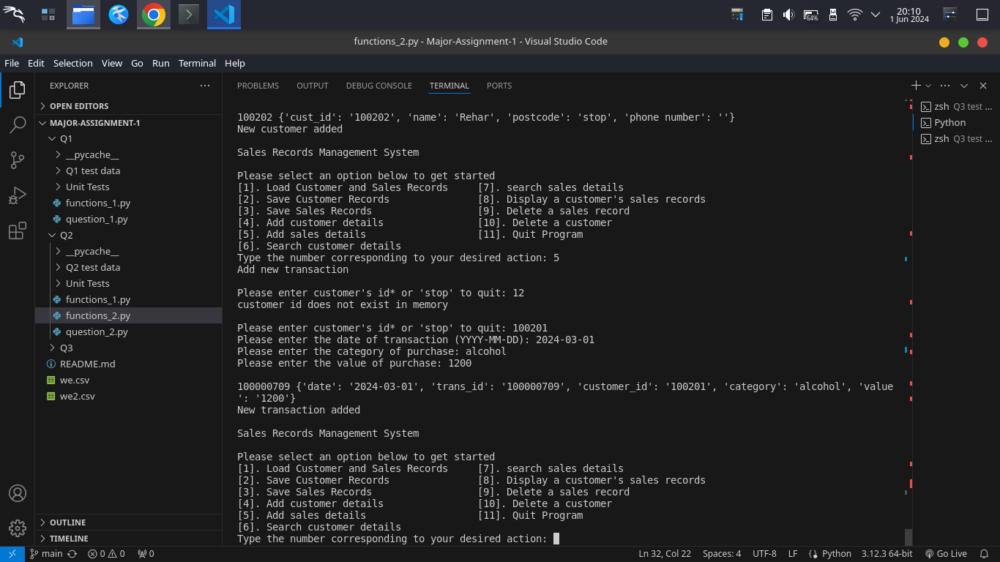 64%
20:10
1 Jun 2024
functions_2.py - Major-Assignment-1 - Visual Studio Code
File Edit Selection View Go Run Terminal Help
EXPLORER
OPEN EDITORS
MAJOR-ASSIGNMENT-1
Q1
__pycache__
Q1 test data
Unit Tests
functions_1.py
question_1.py
Q2
__pycache__
Q2 test data
Unit Tests
functions_1.py
functions_2.py
question_2.py
Q3
README.md
we.csv
we2.csv
OUTLINE
TIMELINE
PROBLEMS OUTPUT DEBUG CONSOLE TERMINAL PORTS
100202 {'cust_id': '100202', 'name': 'Rehar', 'postcode': 'stop', 'phone number': ''}
New customer added
Sales Records Management System
Please select an option below to get started
[1]. Load Customer and Sales Records [7]. search sales details
[2]. Save Customer Records [8]. Display a customer's sales records
[3]. Save Sales Records [9]. Delete a sales record
[4]. Add customer details [10]. Delete a customer
[5]. Add sales details [11]. Quit Program
[6]. Search customer details
Type the number corresponding to your desired action: 5
Add new transaction
Please enter customer's id* or 'stop' to quit: 12
customer id does not exist in memory
Please enter customer's id* or 'stop' to quit: 100201
Please enter the date of transaction (YYYY-MM-DD): 2024-03-01
Please enter the category of purchase: alcohol
Please enter the value of purchase: 1200
100000709 {'date': '2024-03-01', 'trans_id': '100000709', 'customer_id': '100201', 'category': 'alcohol', 'value
': '1200'}
New transaction added
Sales Records Management System
Please select an option below to get started
[1]. Load Customer and Sales Records [7]. search sales details
[2]. Save Customer Records [8]. Display a customer's sales records
[3]. Save Sales Records [9]. Delete a sales record
[4]. Add customer details [10]. Delete a customer
[5]. Add sales details [11]. Quit Program
[6]. Search customer details
Type the number corresponding to your desired action:
zsh Q3 test ...
Python
zsh Q3 test ...
main 0 0 0 Ln 32, Col 22 Spaces: 4 UTF-8 LF Python 3.12.3 64-bit Go Live